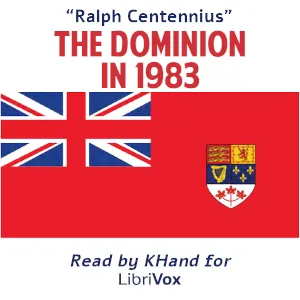 “Ralph Centennius”
THE DOMINION
IN 1983
Read by KHand for
LibriVox